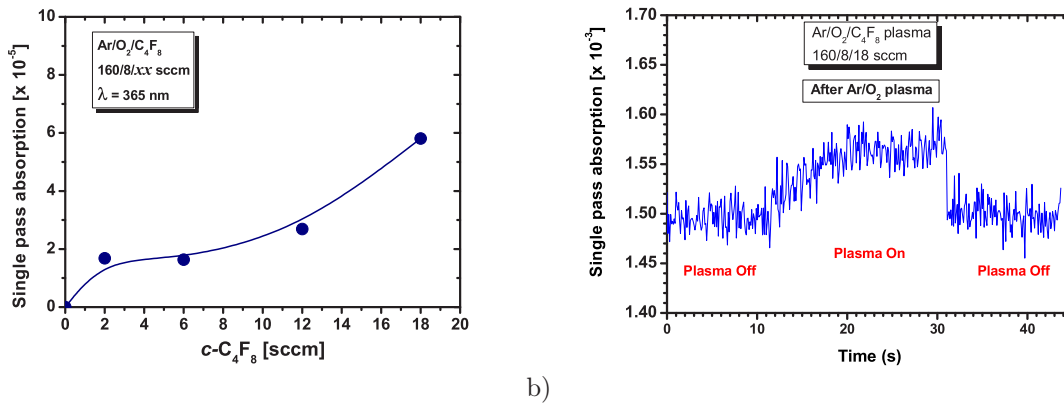 Single pass absorption [x 10⁻⁵]
10
8
6
4
2
0
Ar/O₂/C₄F₈
160/8/xx sccm
λ = 365 nm
0 2 4 6 8 10 12 14 16 18 20
c-C₄F₈ [sccm]
b)
Single pass absorption [x 10⁻³]
1.70
1.60
1.55
1.50
1.45
1.40
Ar/O₂/C₄F₈ plasma
160/8/18 sccm
After Ar/O₂ plasma
Plasma Off
Plasma On
Plasma Off
0 10 20 30 40
Time (s)